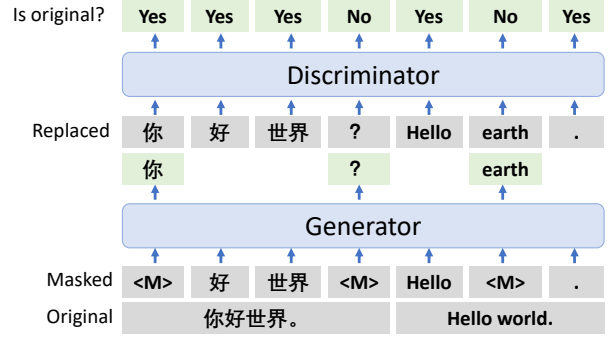 Is original? Yes Yes Yes No Yes No Yes
Discriminator
Replaced 你 好 世界 ? Hello earth .
你 ? earth
Generator
Masked <M> 好 世界 <M> Hello <M> .
Original 你好世界。 Hello world.